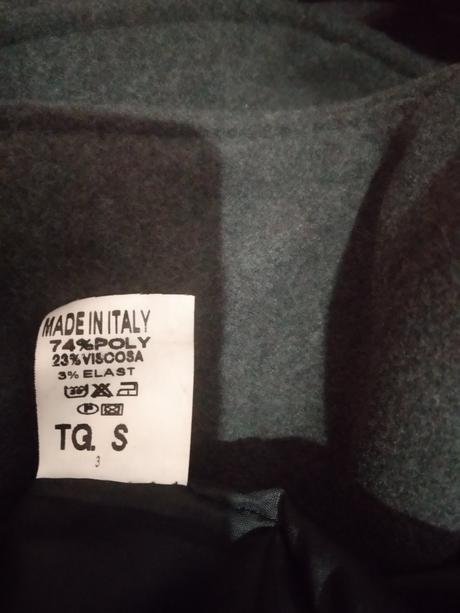 MADE IN ITALY
74%POLY
23%VISCOSA
3% ELAST
P
TG. S
3